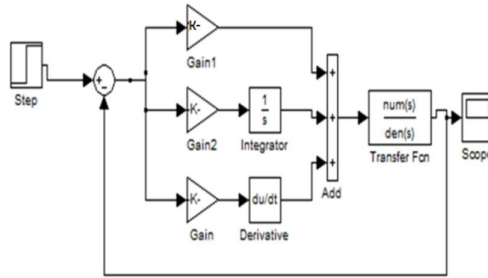 K-
Gain1
Step
+
-
K-
Gain2
1
s
Integrator
+
+
+
Add
num(s)
den(s)
Transfer Fcn
Scope
K-
Gain
du/dt
Derivative